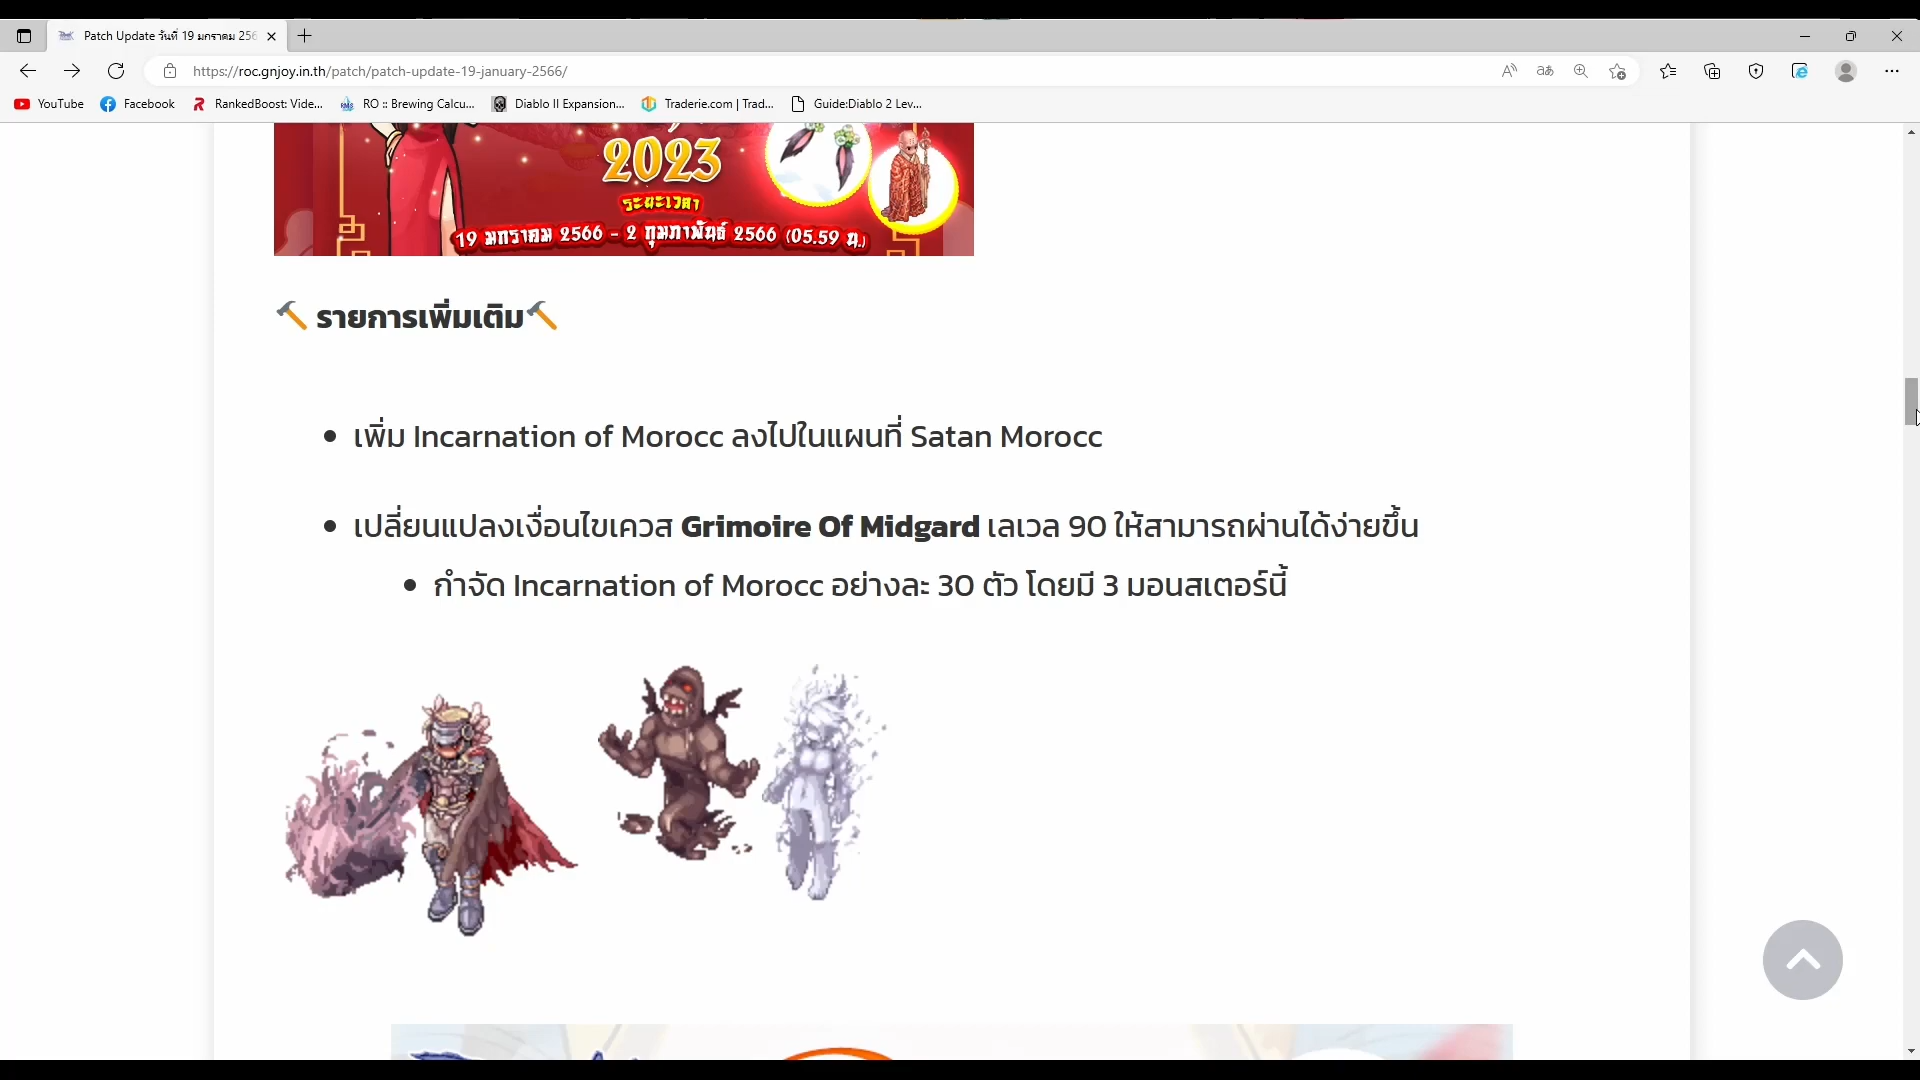 Patch Update วันที่ 19 มกราคม 256
https://roc.gnjoy.in.th/patch/patch-update-19-january-2566/
YouTube
Facebook
RankedBoost: Vide...
RO :: Brewing Calcu...
Diablo II Expansion...
Traderie.com | Trad...
Guide:Diablo 2 Lev...
2023
ระยะเวลา
19 มกราคม 2566 - 2 กุมภาพันธ์ 2566 (05.59 น.)
รายการเพิ่มเติม
เพิ่ม Incarnation of Morocc ลงไปในแผนที่ Satan Morocc
เปลี่ยนแปลงเงื่อนไขเควส Grimoire Of Midgard เลเวล 90 ให้สามารถผ่านได้ง่ายขึ้น
กำจัด Incarnation of Morocc อย่างละ 30 ตัว โดยมี 3 มอนสเตอร์นี้